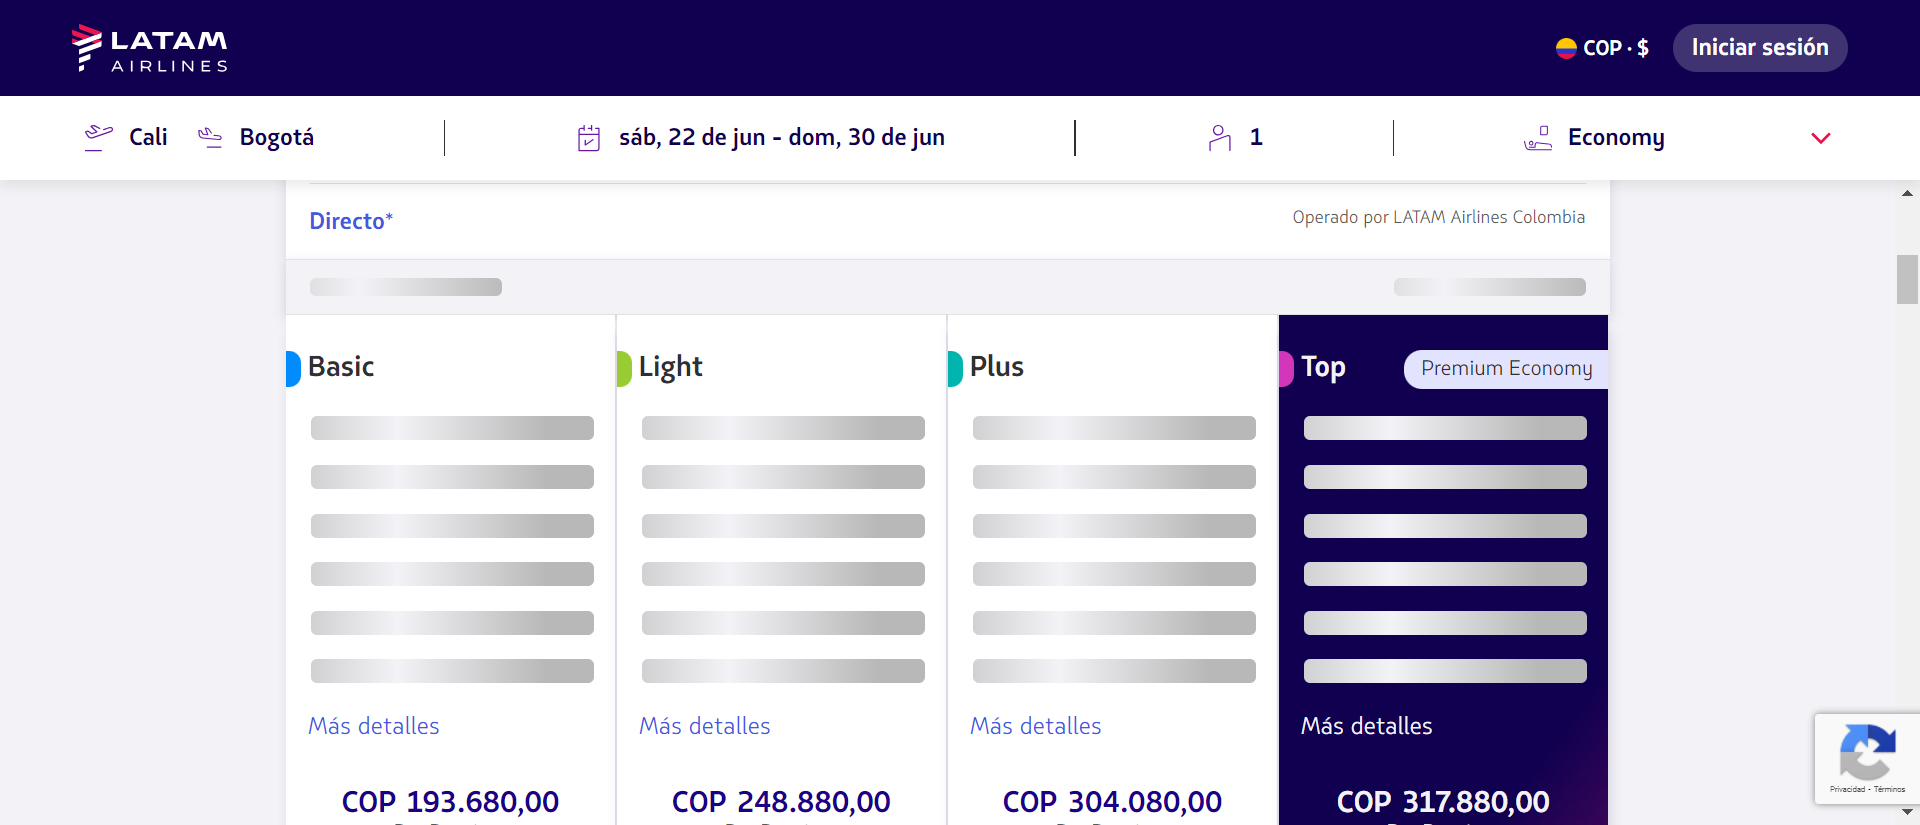 LATAM
AIRLINES
COP · $
Iniciar sesión
Cali
Bogotá
sáb, 22 de jun - dom, 30 de jun
1
Economy
Directo*
Operado por LATAM Airlines Colombia
Basic
Light
Plus
Top
Premium Economy
Más detalles
Más detalles
Más detalles
Más detalles
COP 193.680,00
COP 248.880,00
COP 304.080,00
COP 317.880,00
Privacidad - Términos